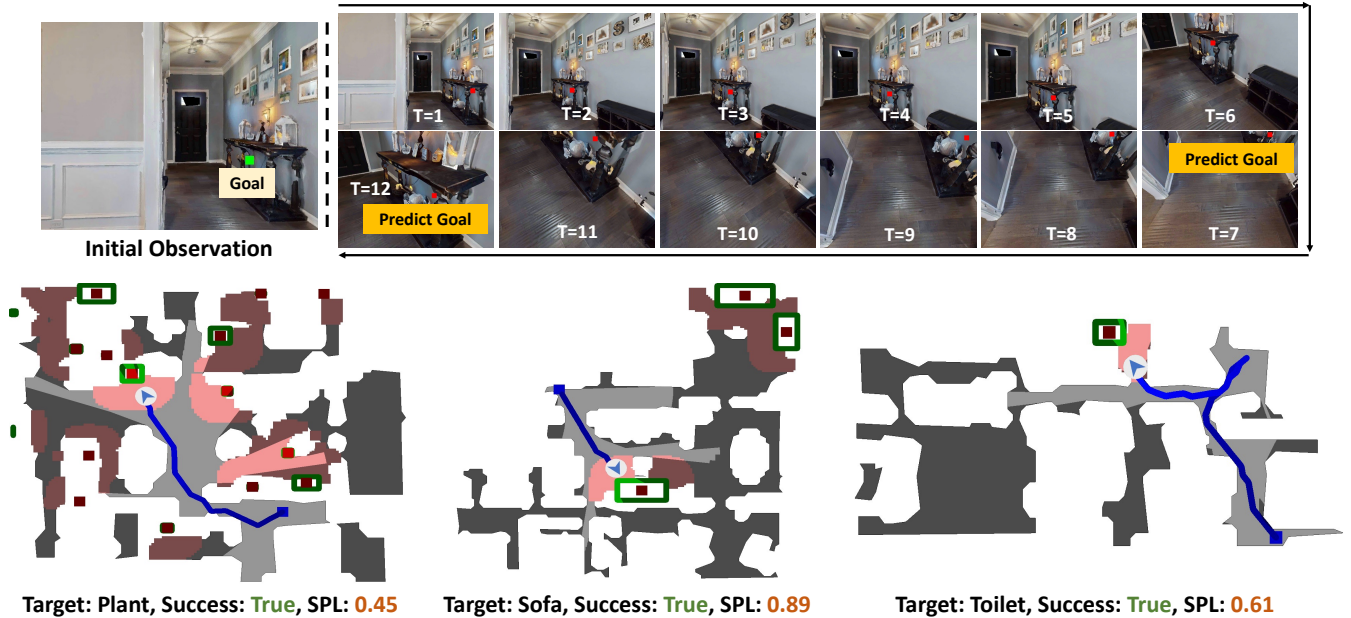 Goal
Initial Observation
T=1
T=2
T=3
T=4
T=5
T=6
T=12
Predict Goal
T=11
T=10
T=9
T=8
Predict Goal
T=7
Target: Plant, Success: True, SPL: 0.45
Target: Sofa, Success: True, SPL: 0.89
Target: Toilet, Success: True, SPL: 0.61